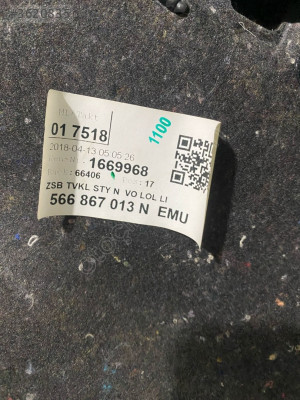 01 7518
2018-04-13 05:05:26
1669968
66406 : 17
1100
ZSB TVKL STY N VO LOL LI
566 867 013 N EMU